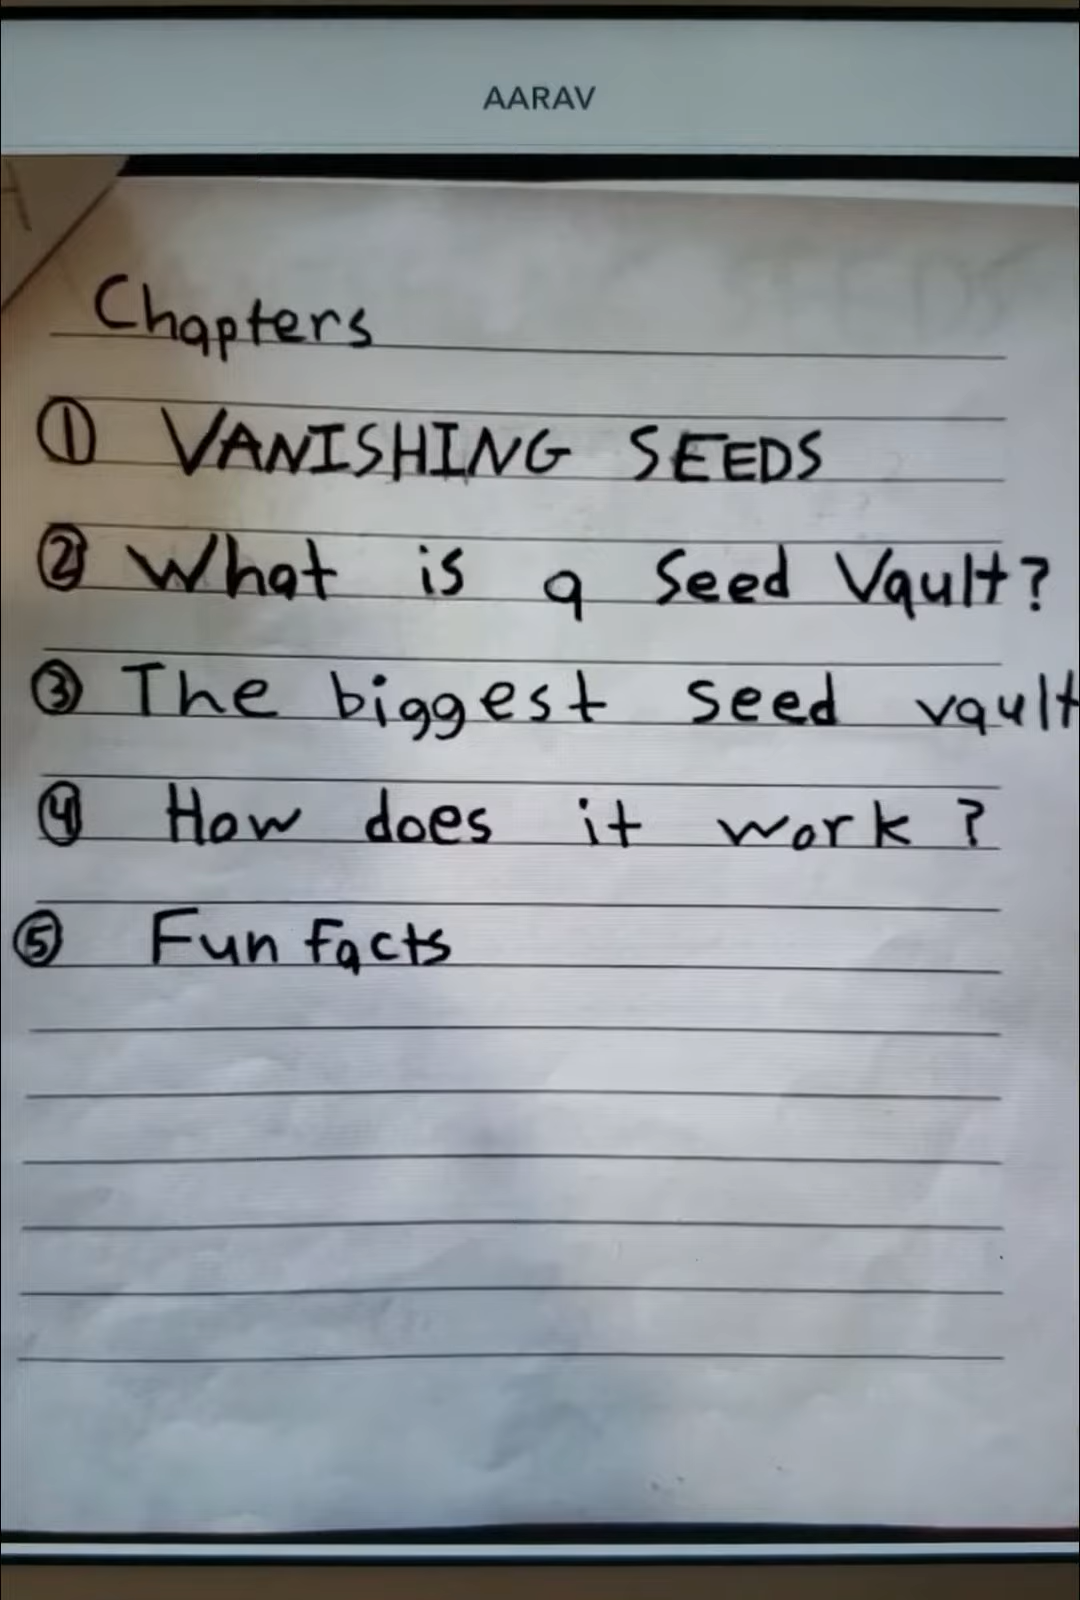 AARAV
Chapters
① VANISHING SEEDS
② What is a Seed Vault?
③ The biggest seed vault
④ How does it work?
⑤ Fun facts